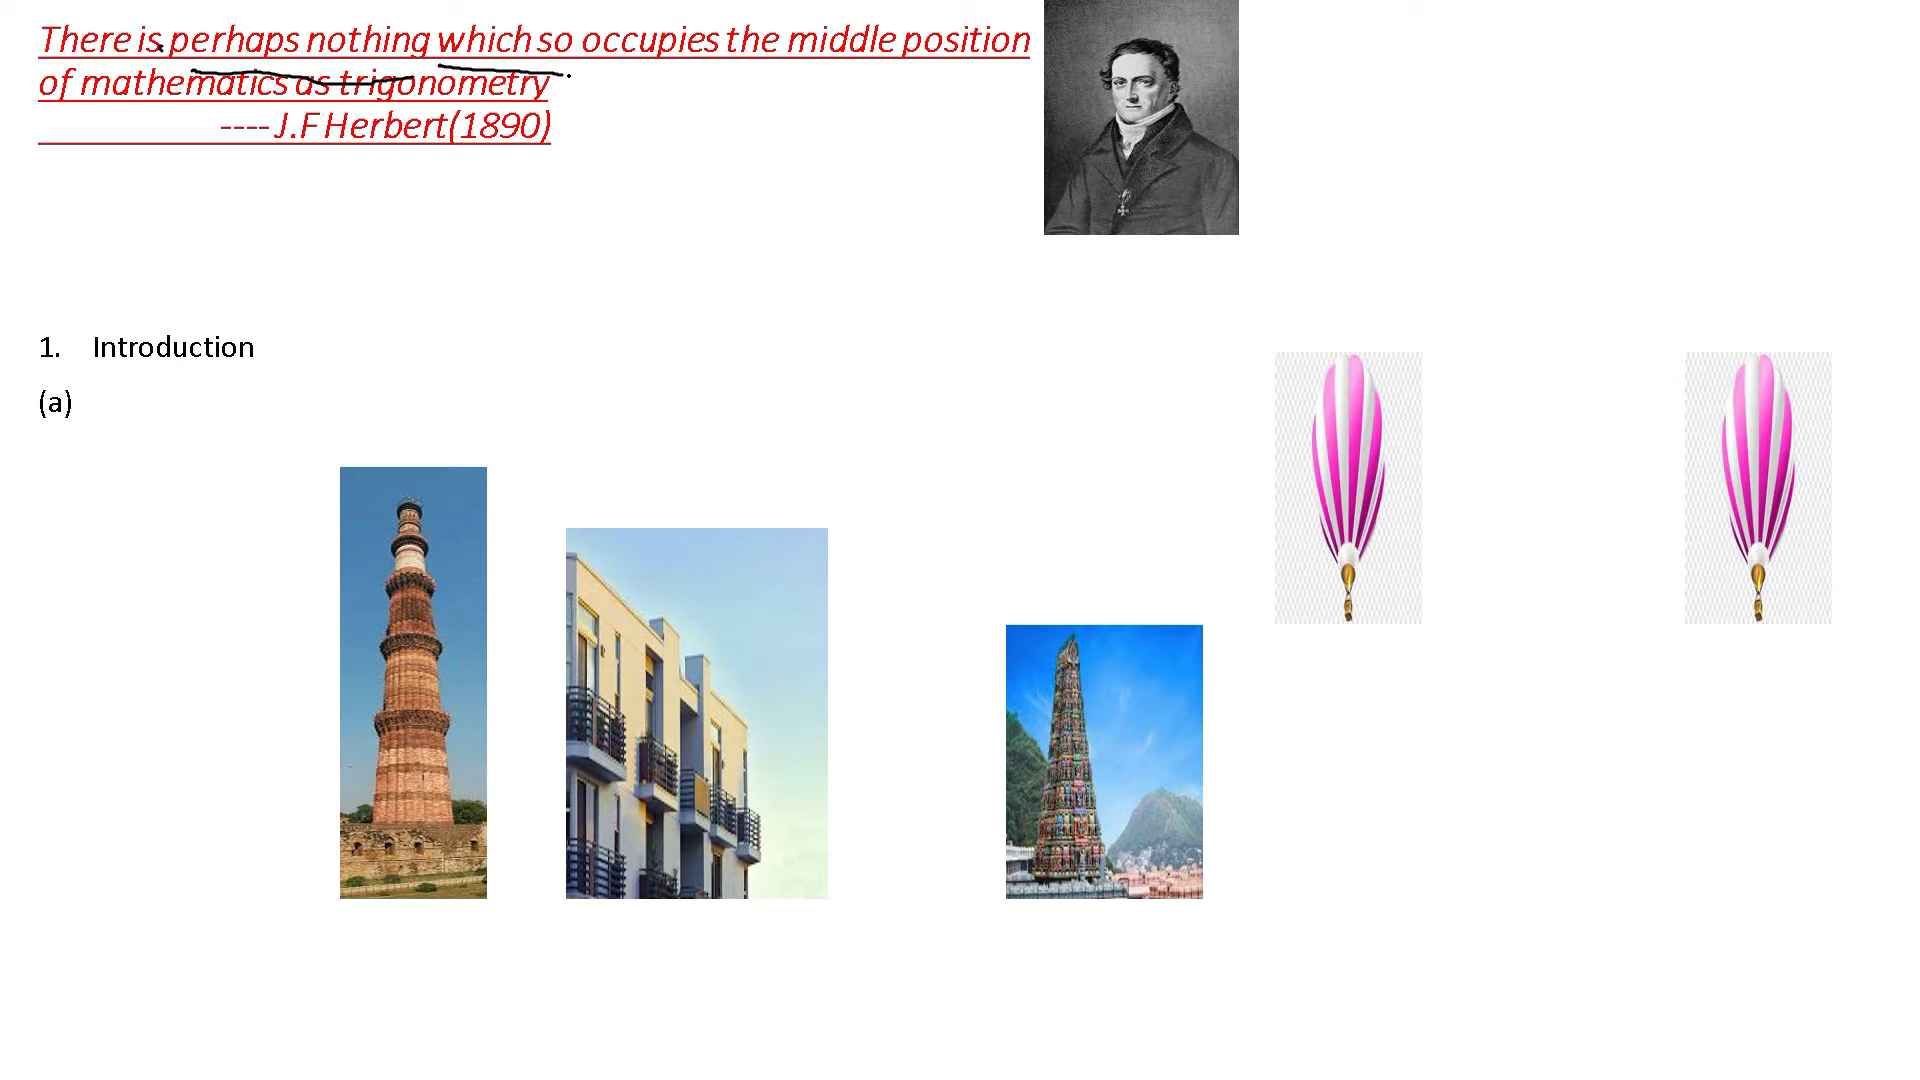 There is perhaps nothing which so occupies the middle position
of mathematics as trigonometry
----J.F Herbert(1890)
1. Introduction
(a)